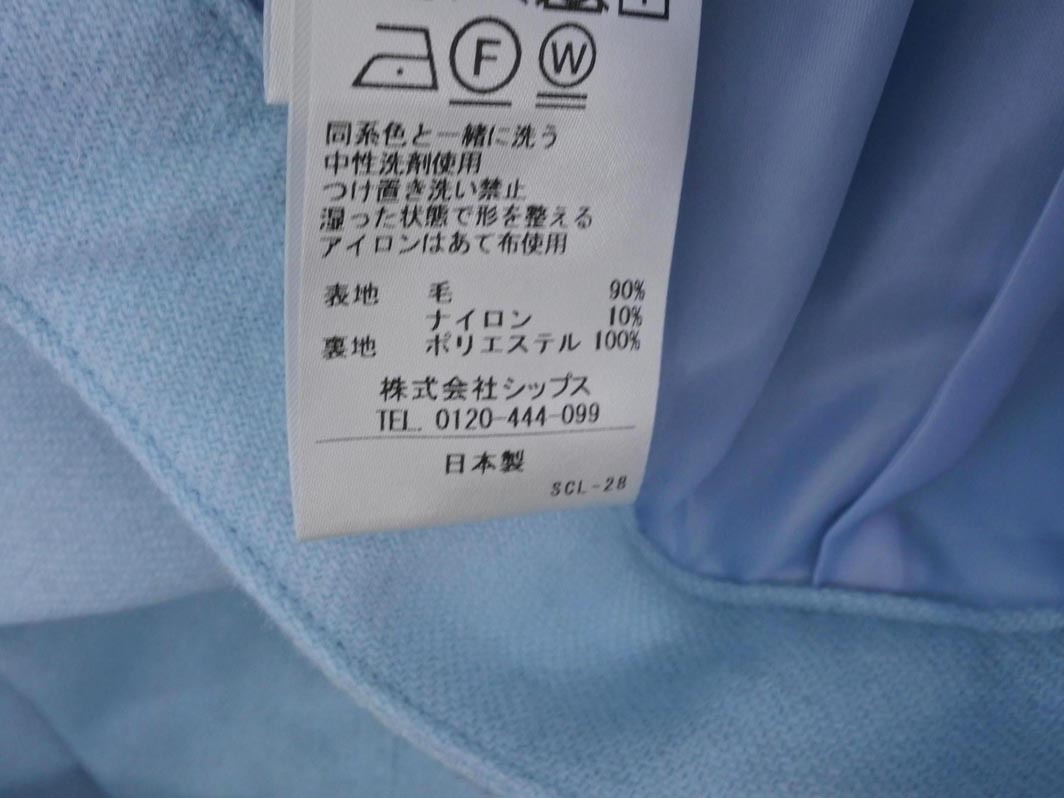 F W
同系色と一緒に洗う
中性洗剤使用
つけ置き洗い禁止
湿った状態で形を整える
アイロンはあて布使用
表地 毛 90%
ナイロン 10%
裏地 ポリエステル 100%
株式会社シップス
TEL. 0120-444-099
日本製
SCL-28